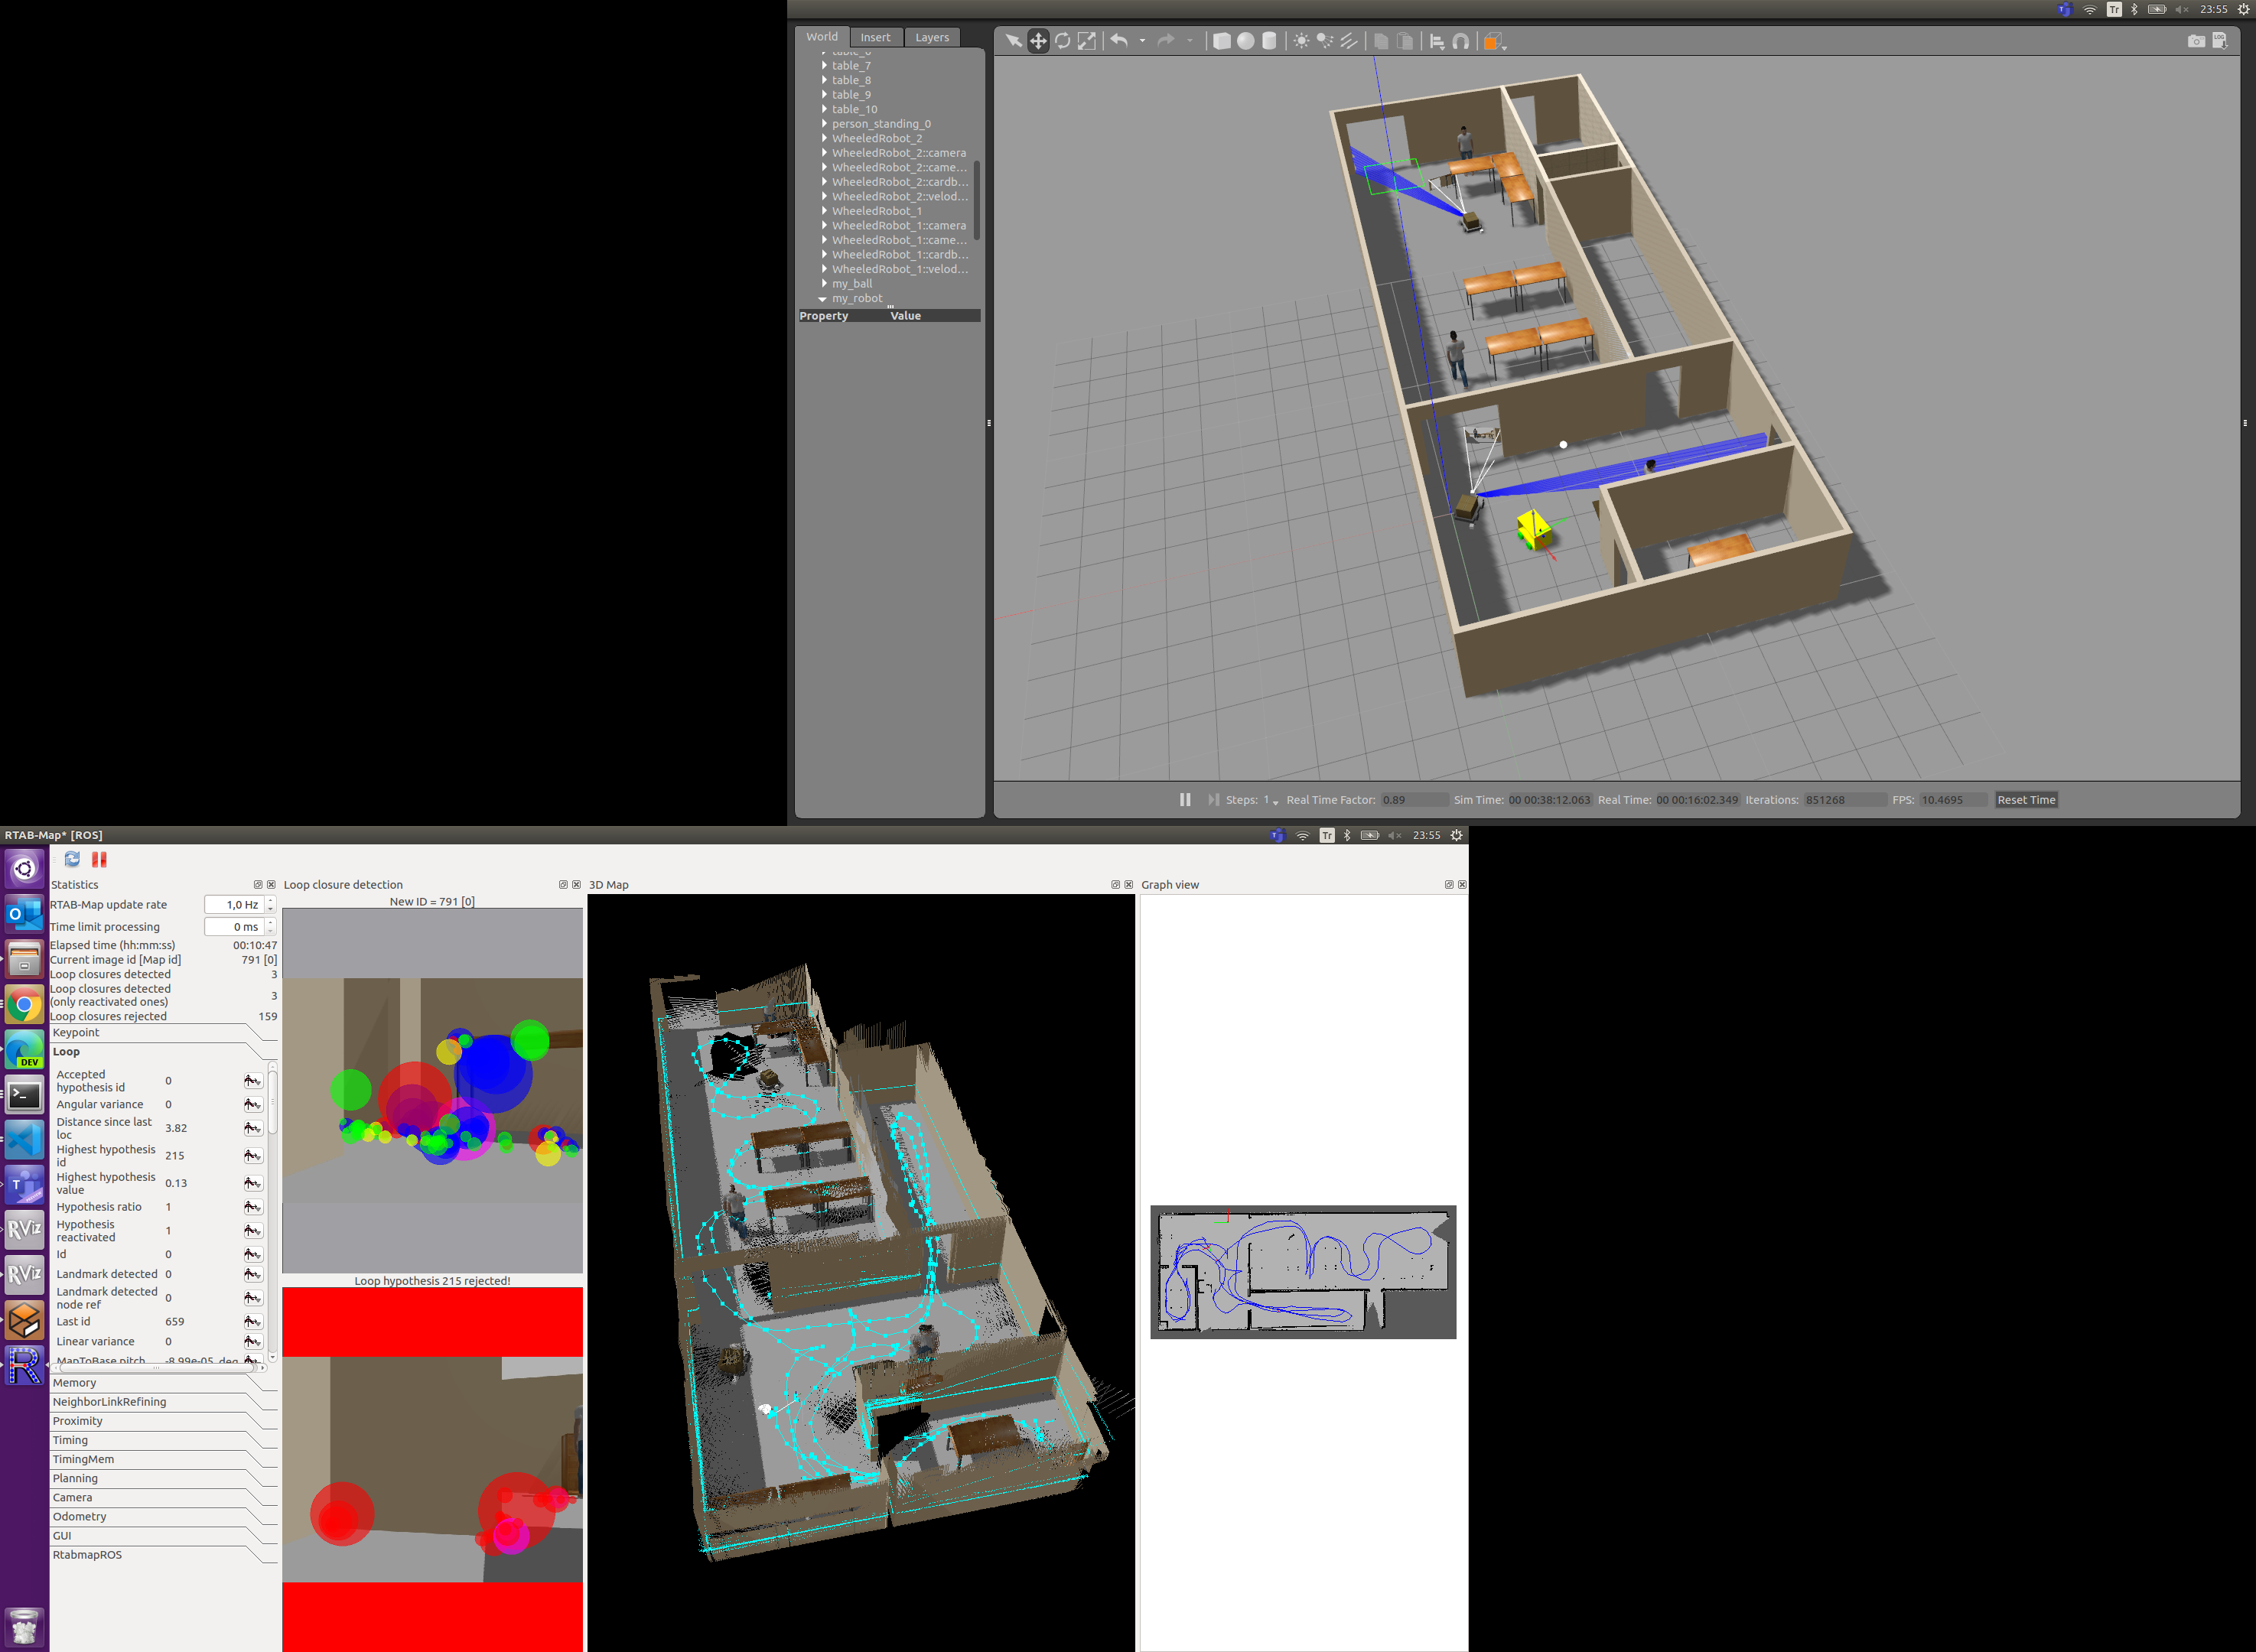 Tr
23:55
World
Insert
Layers
table_6
table_7
table_8
table_9
table_10
person_standing_0
WheeledRobot_2
WheeledRobot_2::camera
WheeledRobot_2::came...
WheeledRobot_2::cardb...
WheeledRobot_2::velod...
WheeledRobot_1
WheeledRobot_1::camera
WheeledRobot_1::came...
WheeledRobot_1::cardb...
WheeledRobot_1::velod...
my_ball
my_robot
Property Value
LOG
Steps: 1 Real Time Factor: 0.89 Sim Time: 00 00:38:12.063 Real Time: 00 00:16:02.349 Iterations: 851268 FPS: 10.4695 Reset Time
RTAB-Map* [ROS]
Tr
23:55
Statistics
RTAB-Map update rate 1,0 Hz
Time limit processing 0 ms
Elapsed time (hh:mm:ss) 00:10:47
Current image id [Map id] 791 [0]
Loop closures detected 3
Loop closures detected
(only reactivated ones) 3
Loop closures rejected 159
Keypoint
Loop
Accepted
hypothesis id 0
Angular variance 0
Distance since last
loc 3.82
Highest hypothesis
id 215
Highest hypothesis
value 0.13
Hypothesis ratio 1
Hypothesis
reactivated 1
Id 0
Landmark detected 0
Landmark detected
node ref 0
Last id 659
Linear variance 0
MapToBase pitch -8.99e-05 deg
Memory
NeighborLinkRefining
Proximity
Timing
TimingMem
Planning
Camera
Odometry
GUI
RtabmapROS
Loop closure detection
New ID = 791 [0]
Loop hypothesis 215 rejected!
3D Map
Graph view
DEV
RViz
RViz
R